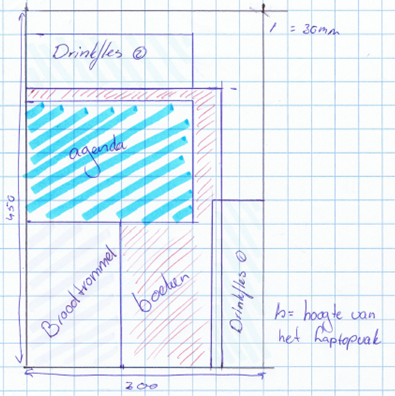 1 = 30mm
Drinkfles ②
agenda
450
Broodtrommel
boeken
Drinkfles ①
h= hoogte van
het Laptopvak
300